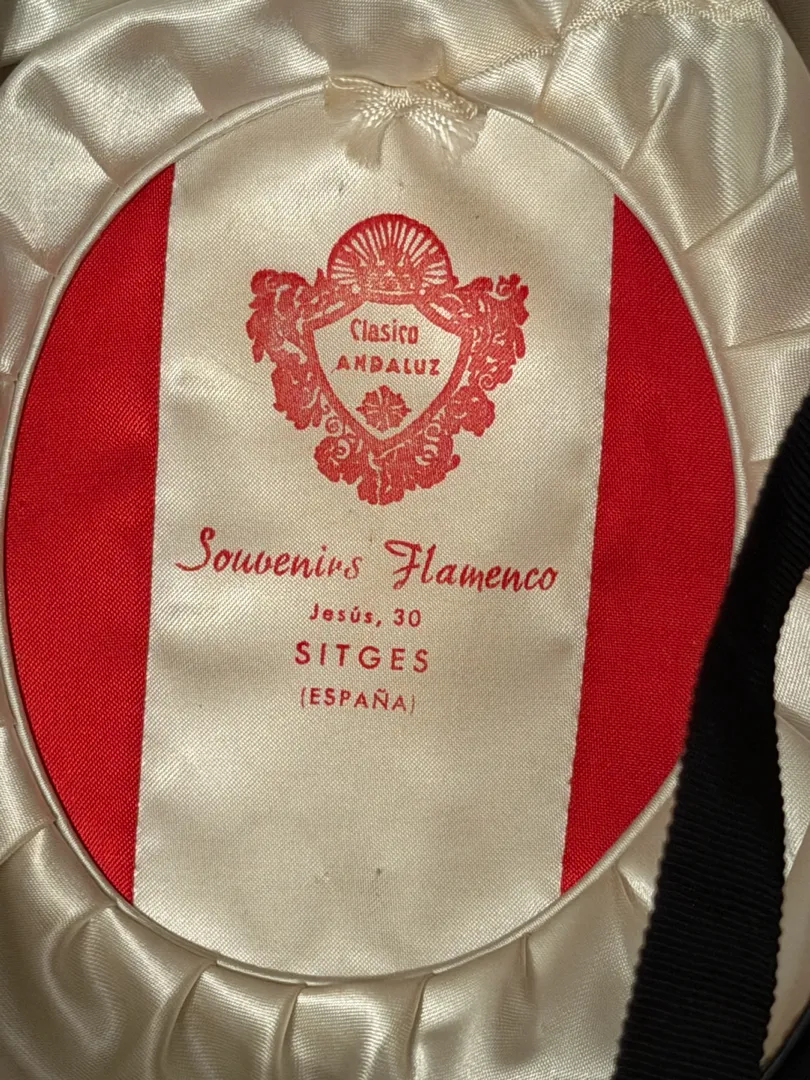 Clasico
ANDALUZ
Souvenirs Flamenco
Jesús, 30
SITGES
(ESPAÑA)